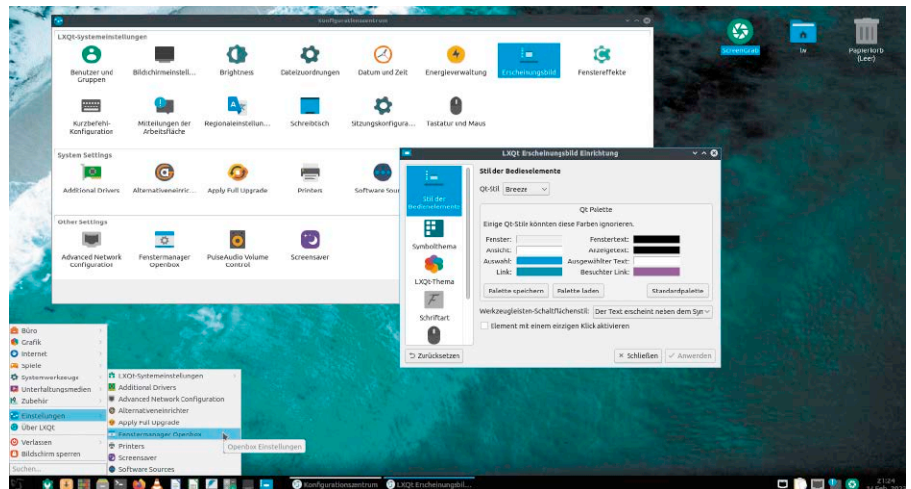 Konfigurationszentrum
LXQt-Systemeinstellungen
Benutzer und Gruppen
Bildschirmeinstell...
Brightness
Dateizuordnungen
Datum und Zeit
Energieverwaltung
Erscheinungsbild
Fenstereffekte
Kurzbefehl-Konfiguration
Mitteilungen der Arbeitsfläche
Regionaleinstellun...
Schreibtisch
Sitzungskonfigura...
Tastatur und Maus
System Settings
Additional Drivers
Alternativeneinric...
Apply Full Upgrade
Printers
Software Sour
Other Settings
Advanced Network Configuration
Fenstermanager Openbox
PulseAudio Volume Control
Screensaver
ScreenGrab
lw
Papierkorb (Leer)
LXQt Erscheinungsbild Einrichtung
Stil der Bedienelemente
Symbolthema
LXQt-Thema
Schriftart
Stil der Bedieelemente
Qt-Stil Breeze
Qt Palette
Einige Qt-Stile könnten diese Farben ignorieren.
Fenster: Fenstertext:
Ansicht: Anzeigetext:
Auswahl: Ausgewählter Text:
Link: Besuchter Link:
Palette speichern Palette laden Standardpalette
Werkzeugleisten-Schaltflächenstil: Der Text erscheint neben dem Syn
Element mit einem einzigen Klick aktivieren
Zurücksetzen Schließen Anwenden
Büro
Grafik
Internet
Spiele
Systemwerkzeuge
Unterhaltungsmedien
Zubehör
Einstellungen
Über LXQt
Verlassen
Bildschirm sperren
Suchen...
LXQt-Systemeinstellungen
Additional Drivers
Advanced Network Configuration
Alternativeneinrichter
Apply Full Upgrade
Fenstermanager Openbox
Printers
Screensaver
Software Sources
Openbox Einstellungen
Konfigurationszentrum
LXQt Erscheinungsbil...
21:24